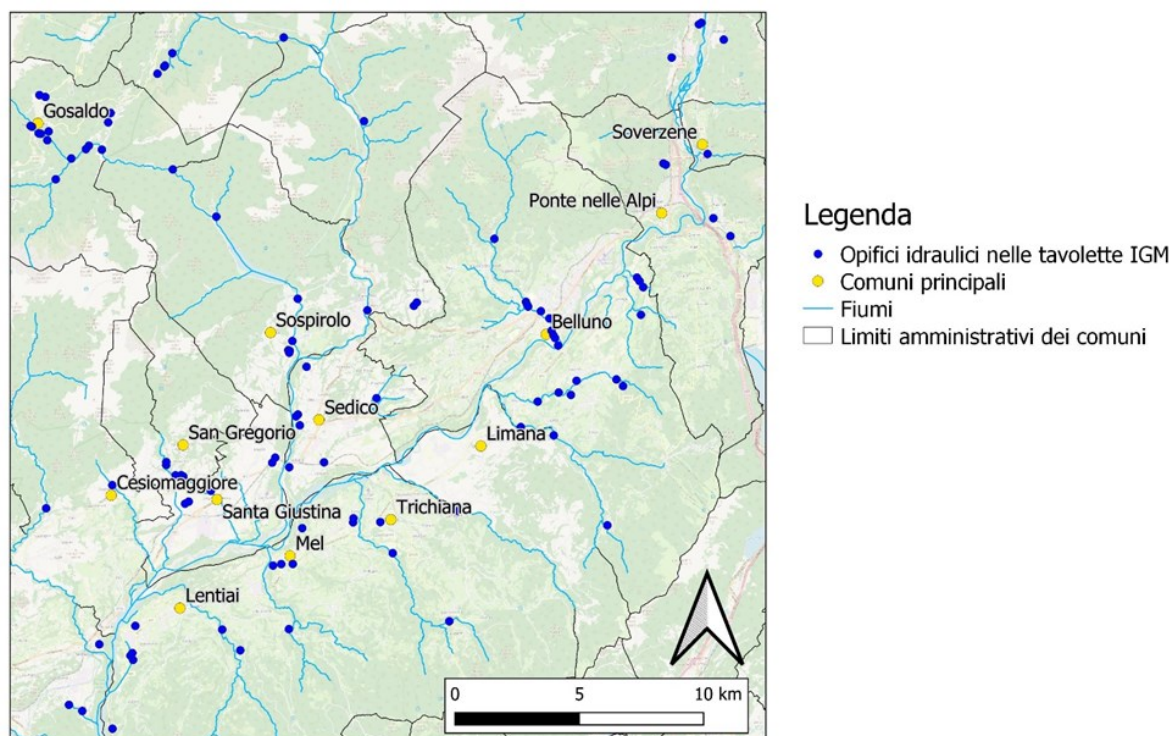 Gosaldo
Soverzene
Ponte nelle Alpi
Belluno
Sospirolo
Sedico
San Gregorio
Limana
Cesiomaggiore
Santa Giustina
Trichiana
Mel
Lentiai
0 5 10 km
Legenda
Opifici idraulici nelle tavolette IGM
Comuni principali
Fiumi
Limiti amministrativi dei comuni